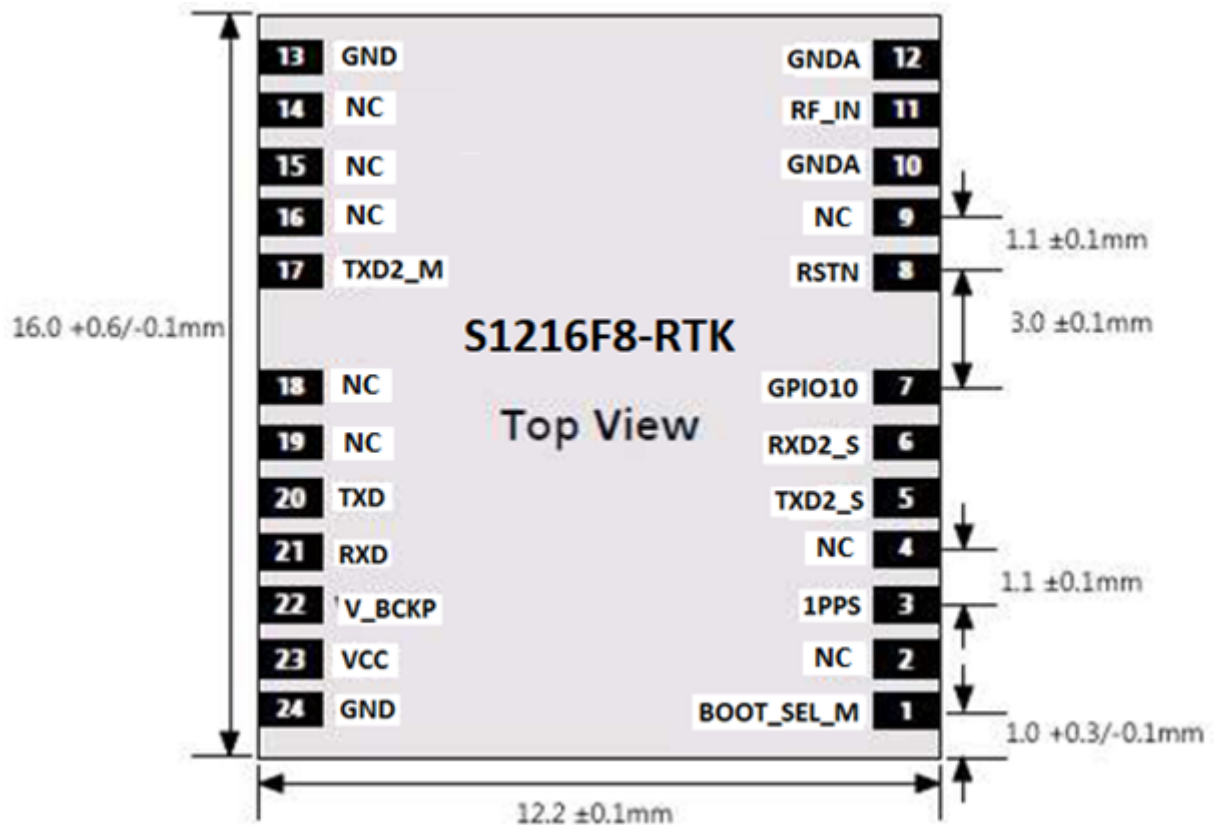 13 GND GNDA 12
14 NC RF_IN 11
15 NC GNDA 10
16 NC NC 9
1.1 ±0.1mm
17 TXD2_M RSTN 8
16.0 +0.6/-0.1mm
S1216F8-RTK
3.0 ±0.1mm
18 NC GPIO10 7
Top View
19 NC RXD2_S 6
20 TXD TXD2_S 5
21 RXD NC 4
1.1 ±0.1mm
22 V_BCKP 1PPS 3
23 VCC NC 2
24 GND BOOT_SEL_M 1
1.0 +0.3/-0.1mm
12.2 ±0.1mm